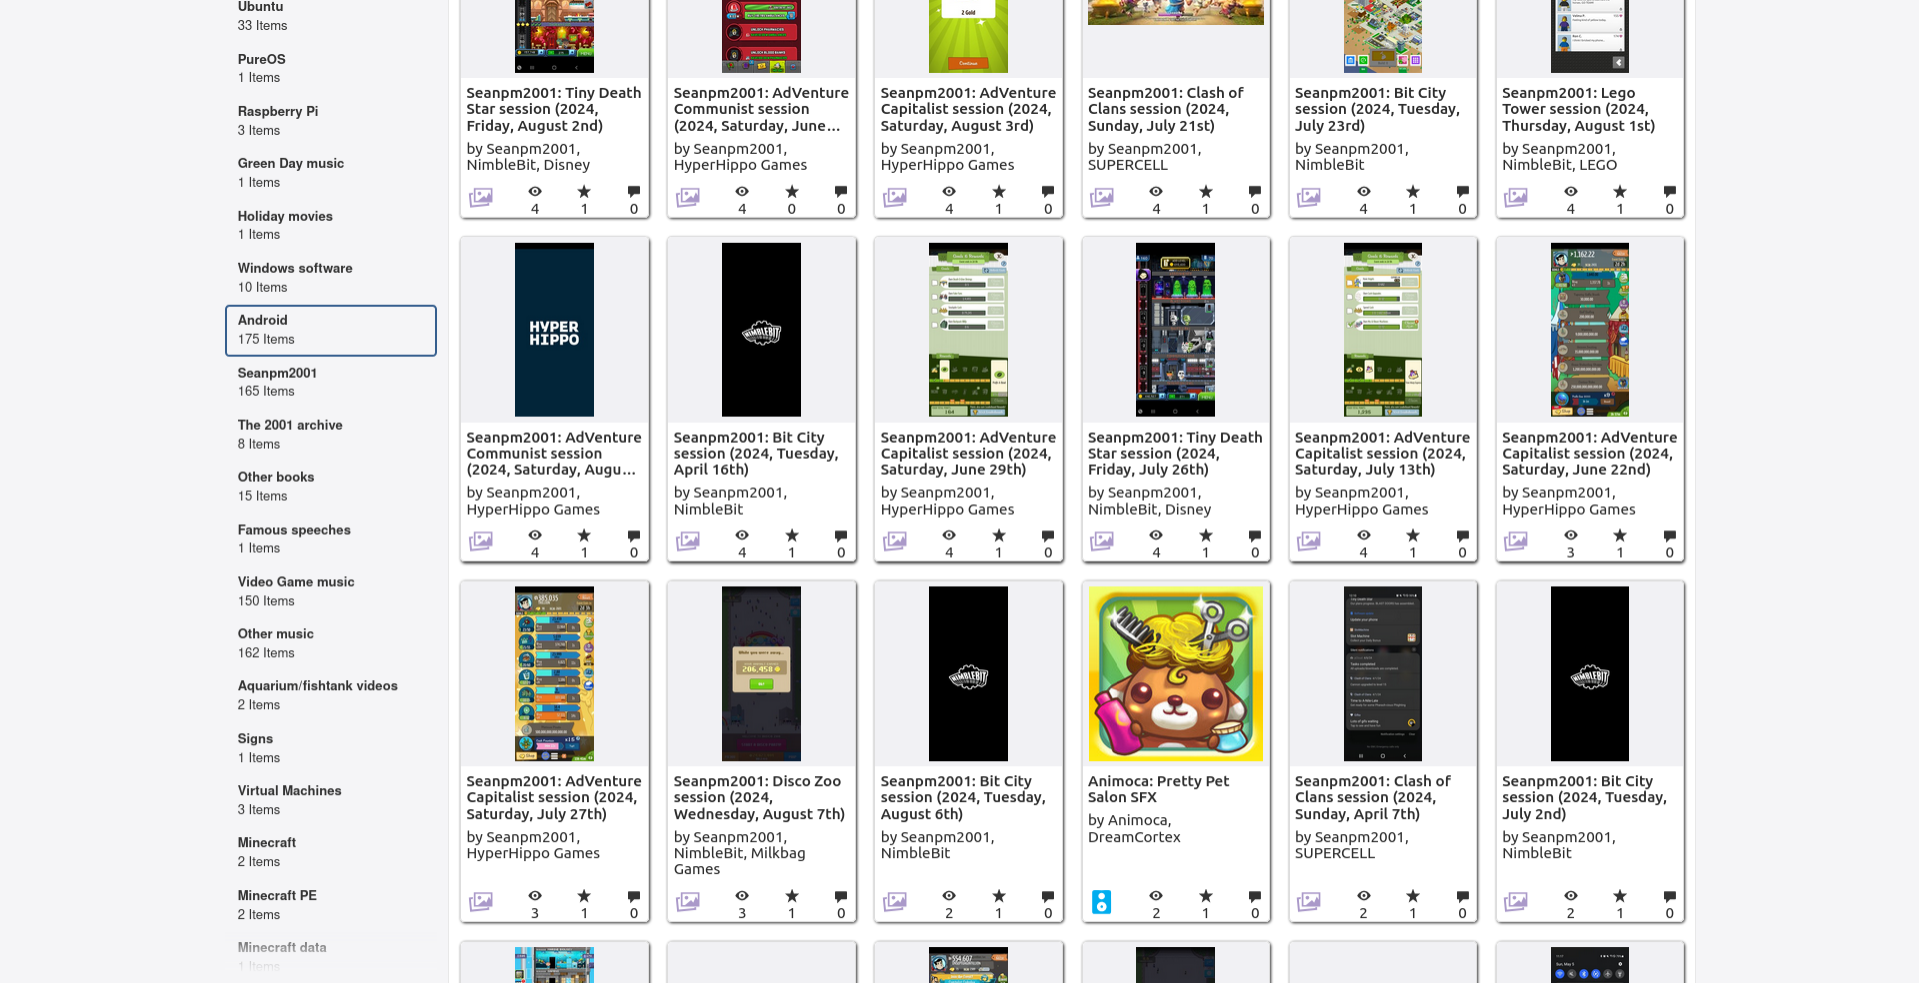 Ubuntu
33 Items
PureOS
1 Items
Raspberry Pi
3 Items
Green Day music
1 Items
Holiday movies
1 Items
Windows software
10 Items
Android
175 Items
Seanpm2001
165 Items
The 2001 archive
8 Items
Other books
15 Items
Famous speeches
1 Items
Video Game music
150 Items
Other music
162 Items
Aquarium/fishtank videos
2 Items
Signs
1 Items
Virtual Machines
3 Items
Minecraft
2 Items
Minecraft PE
2 Items
Minecraft data
1 Items
2 Gold
Continue
Seanpm2001: Tiny Death
Star session (2024,
Friday, August 2nd)
by Seanpm2001,
NimbleBit, Disney
4 1 0
Seanpm2001: AdVenture
Communist session
(2024, Saturday, June...
by Seanpm2001,
HyperHippo Games
4 0 0
Seanpm2001: AdVenture
Capitalist session (2024,
Saturday, August 3rd)
by Seanpm2001,
HyperHippo Games
4 1 0
Seanpm2001: Clash of
Clans session (2024,
Sunday, July 21st)
by Seanpm2001,
SUPERCELL
4 1 0
Seanpm2001: Bit City
session (2024, Tuesday,
July 23rd)
by Seanpm2001,
NimbleBit
4 1 0
Seanpm2001: Lego
Tower session (2024,
Thursday, August 1st)
by Seanpm2001,
NimbleBit, LEGO
4 1 0
HYPER
HIPPO
Seanpm2001: AdVenture
Communist session
(2024, Saturday, Augu...
by Seanpm2001,
HyperHippo Games
4 1 0
NIMBLEBIT
Seanpm2001: Bit City
session (2024, Tuesday,
April 16th)
by Seanpm2001,
NimbleBit
4 1 0
Seanpm2001: AdVenture
Capitalist session (2024,
Saturday, June 29th)
by Seanpm2001,
HyperHippo Games
4 1 0
Seanpm2001: Tiny Death
Star session (2024,
Friday, July 26th)
by Seanpm2001,
NimbleBit, Disney
4 1 0
Seanpm2001: AdVenture
Capitalist session (2024,
Saturday, July 13th)
by Seanpm2001,
HyperHippo Games
4 1 0
Seanpm2001: AdVenture
Capitalist session (2024,
Saturday, June 22nd)
by Seanpm2001,
HyperHippo Games
3 1 0
Seanpm2001: AdVenture
Capitalist session (2024,
Saturday, July 27th)
by Seanpm2001,
HyperHippo Games
3 1 0
While you were away...
206,458
Seanpm2001: Disco Zoo
session (2024,
Wednesday, August 7th)
by Seanpm2001,
NimbleBit, Milkbag
Games
3 1 0
NIMBLEBIT
Seanpm2001: Bit City
session (2024, Tuesday,
August 6th)
by Seanpm2001,
NimbleBit
2 1 0
Animoca: Pretty Pet
Salon SFX
by Animoca,
DreamCortex
2 1 0
Seanpm2001: Clash of
Clans session (2024,
Sunday, April 7th)
by Seanpm2001,
SUPERCELL
2 1 0
NIMBLEBIT
Seanpm2001: Bit City
session (2024, Tuesday,
July 2nd)
by Seanpm2001,
NimbleBit
2 1 0